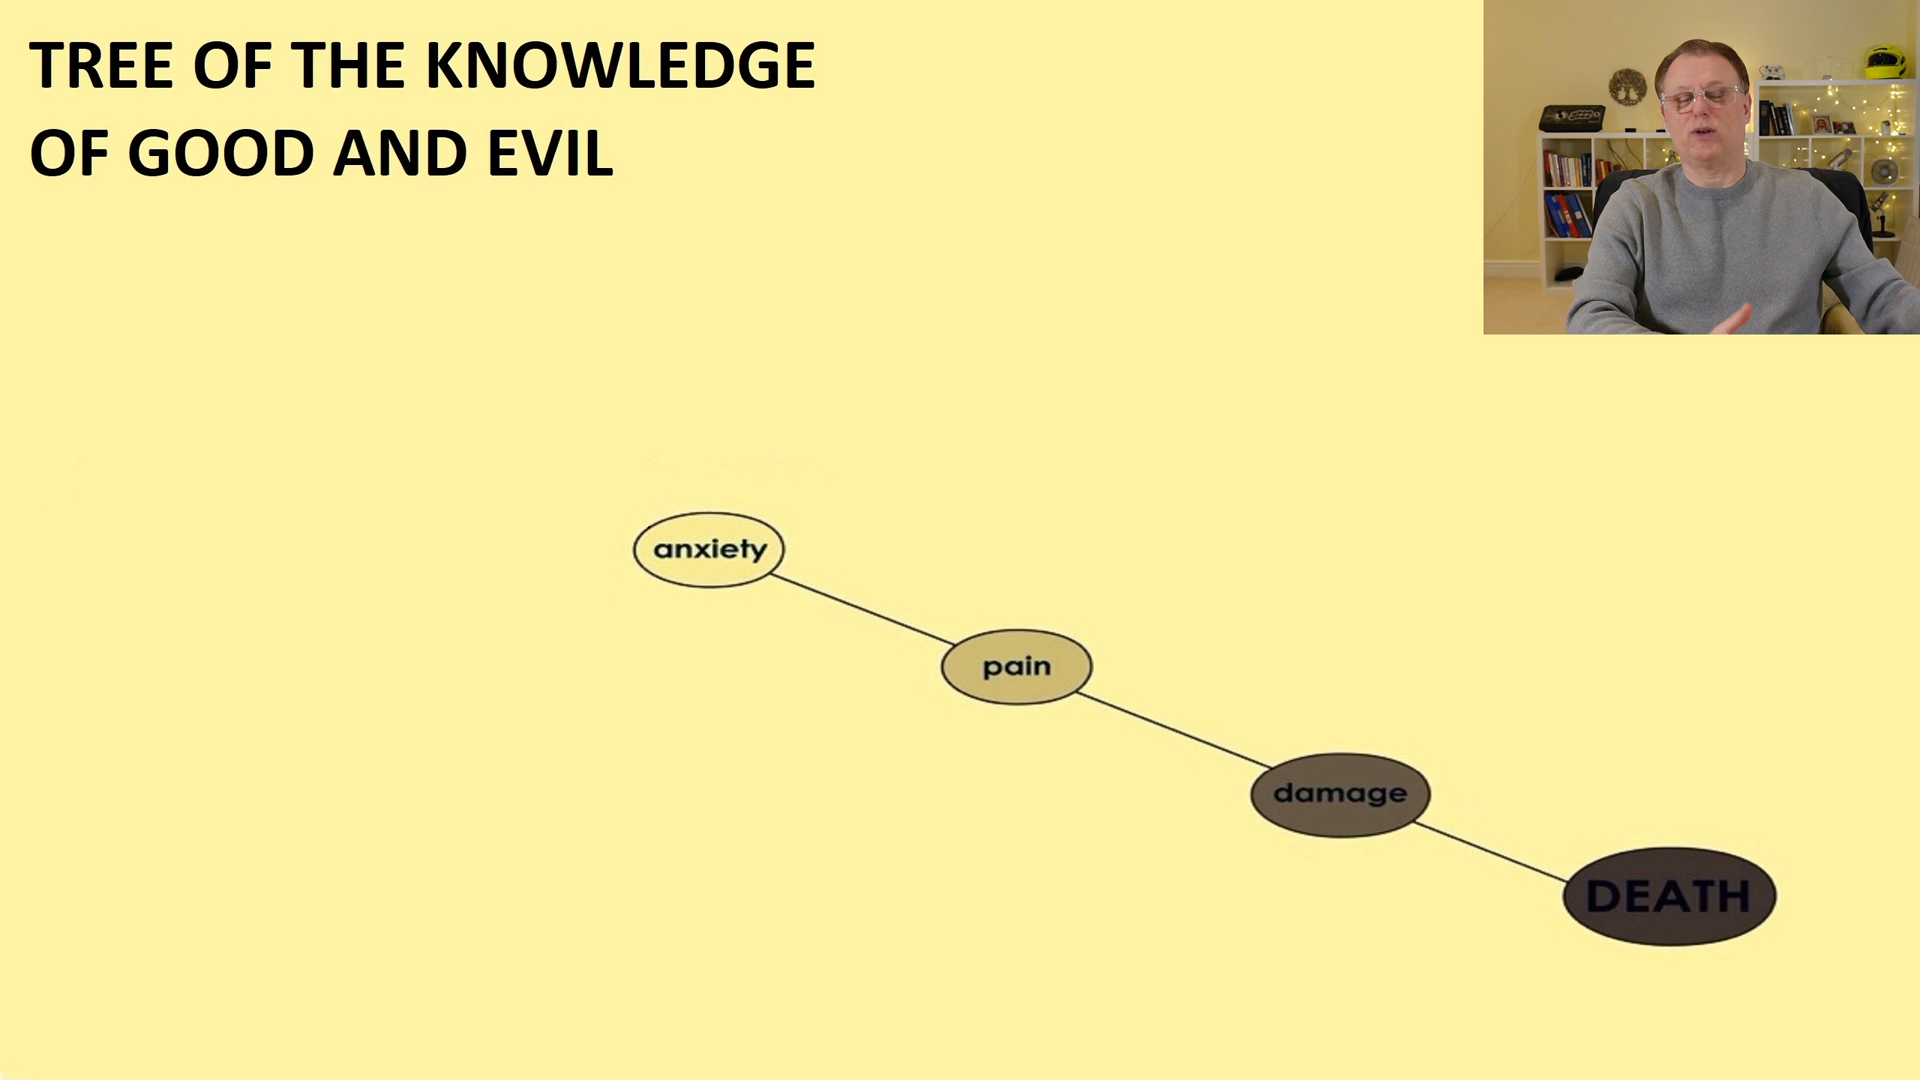 TREE OF THE KNOWLEDGE
OF GOOD AND EVIL
anxiety
pain
damage
DEATH